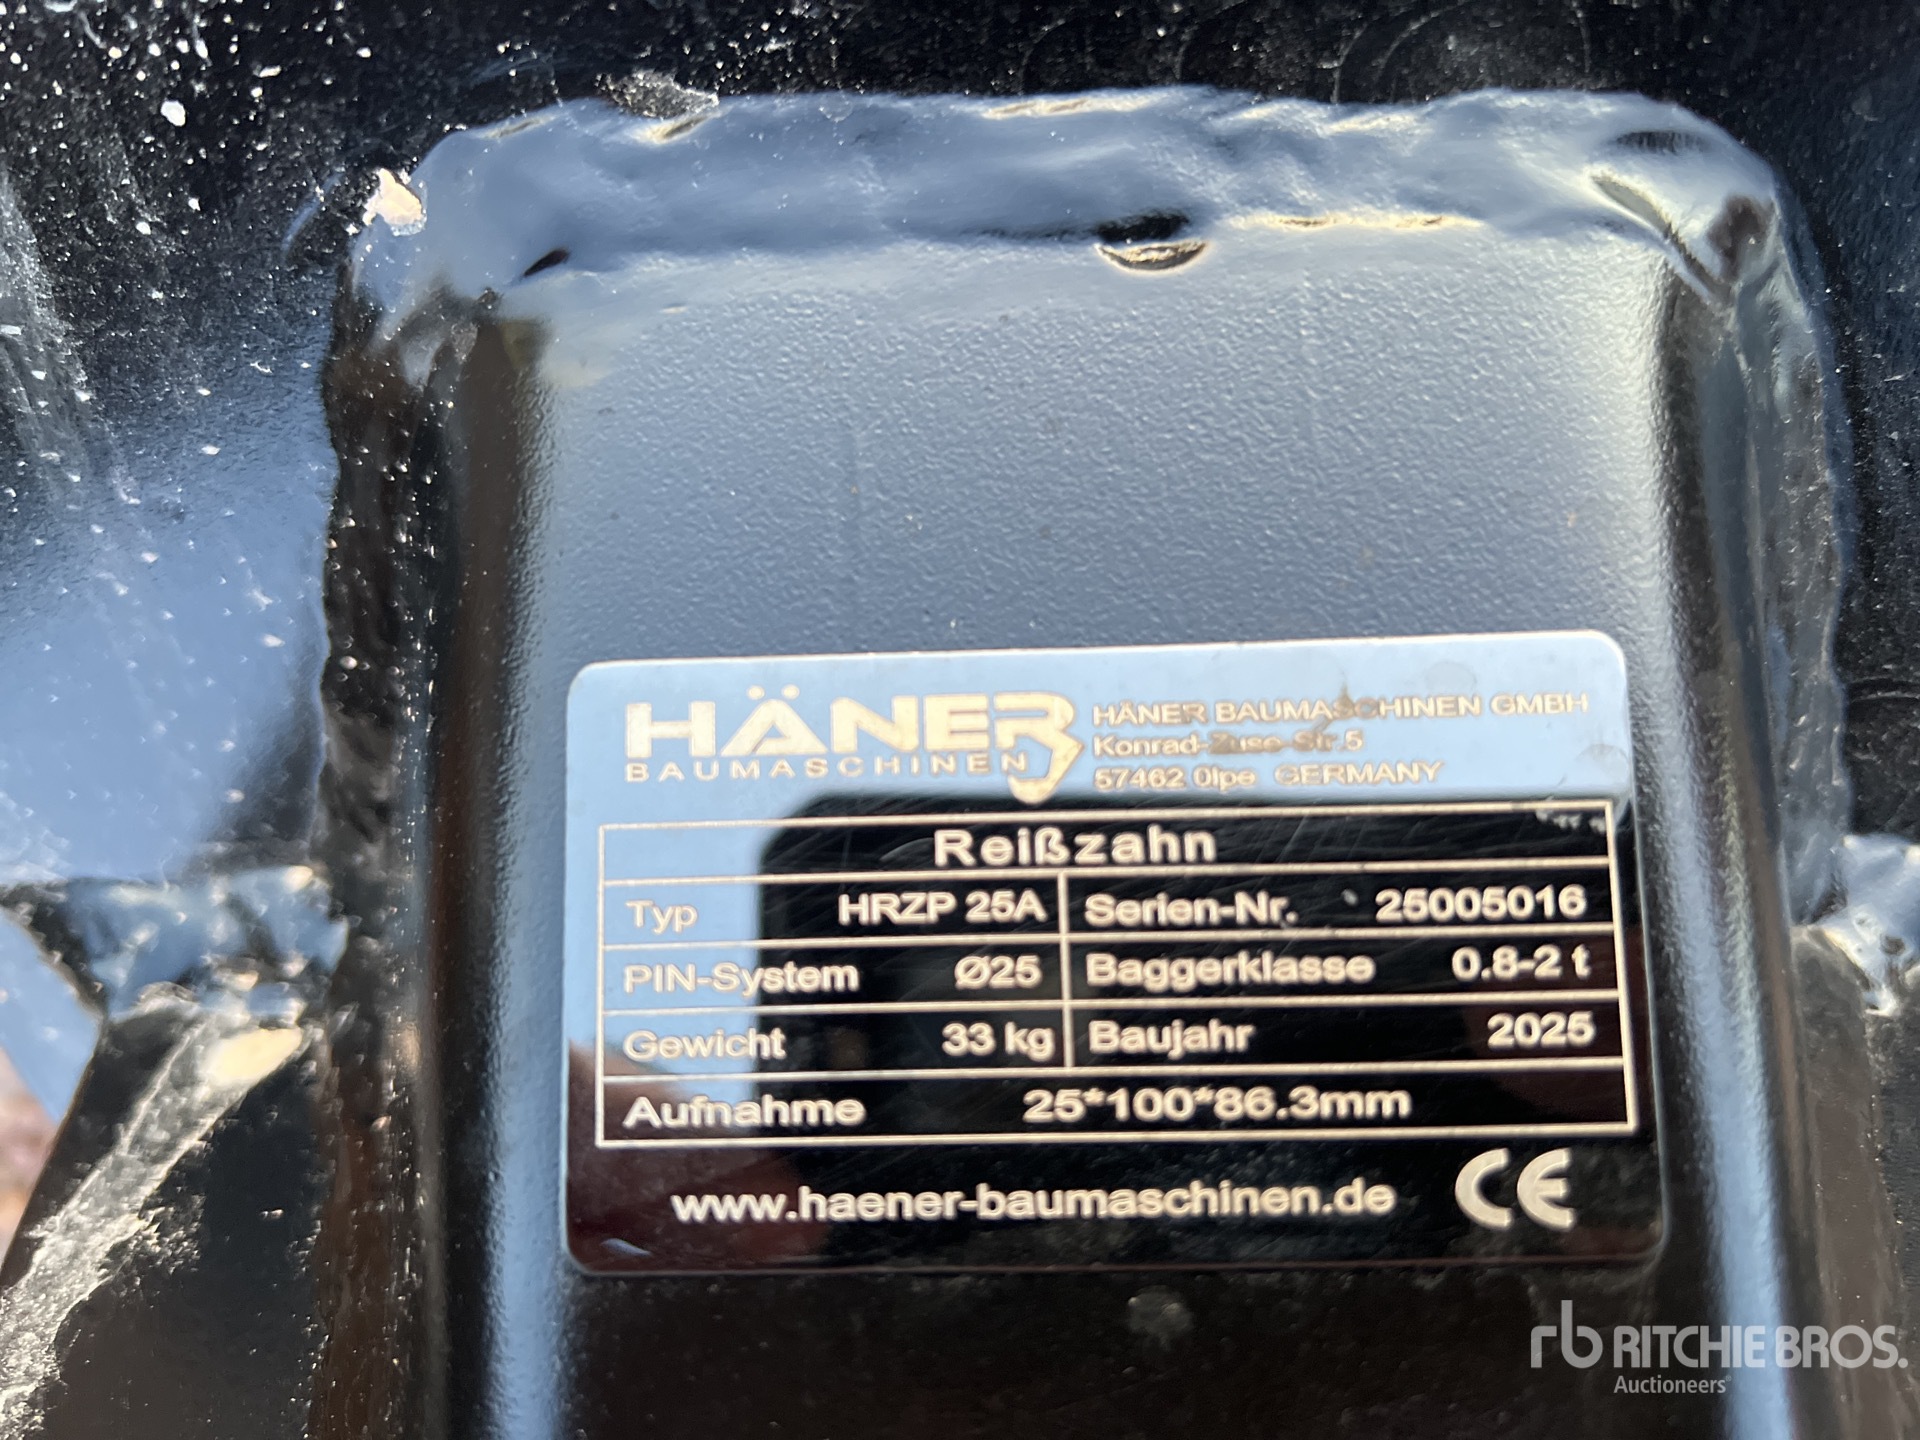 HÄNER
BAUMASCHINEN
HÄNER BAUMASCHINEN GMBH
Konrad-Zuse-Str.5
57462 Olpe GERMANY
Reißzahn
Typ HRZP 25A Serien-Nr. 25005016
PIN-System Ø25 Baggerklasse 0.8-2 t
Gewicht 33 kg Baujahr 2025
Aufnahme 25*100*86.3mm
www.haener-baumaschinen.de CE
rb RITCHIE BROS.
Auctioneers